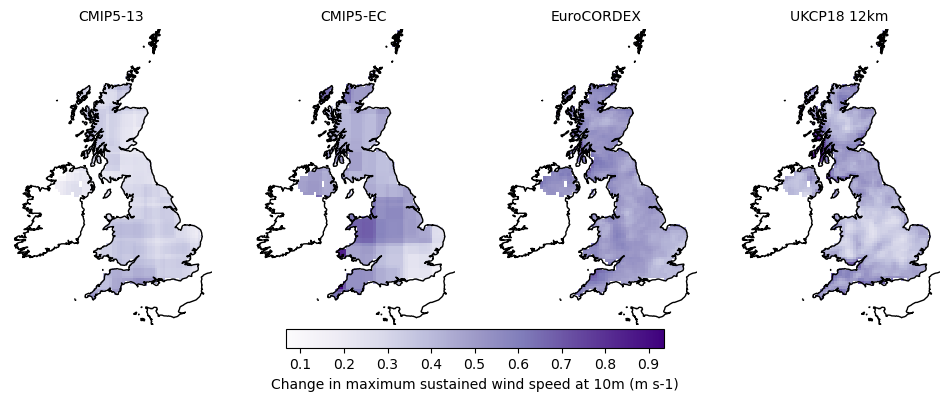 CMIP5-13 CMIP5-EC EuroCORDEX UKCP18 12km
0.1 0.2 0.3 0.4 0.5 0.6 0.7 0.8 0.9
Change in maximum sustained wind speed at 10m (m s-1)